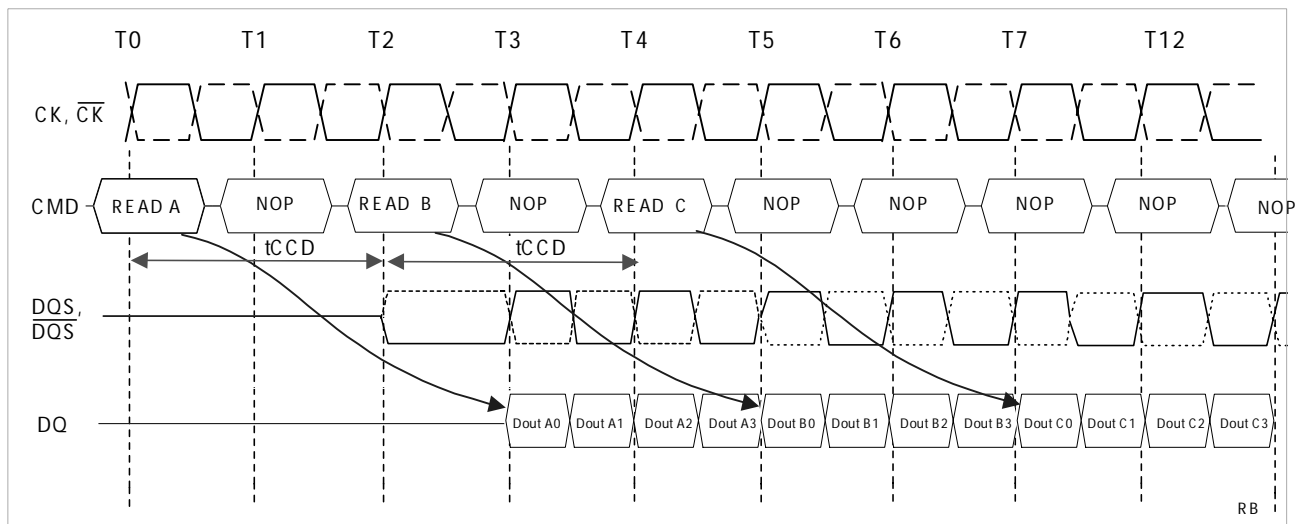 T0 T1 T2 T3 T4 T5 T6 T7 T12
CK, CK
CMD READ A NOP READ B NOP READ C NOP NOP NOP NOP NOP
tCCD tCCD
DQS,
DQS
DQ Dout A0 Dout A1 Dout A2 Dout A3 Dout B0 Dout B1 Dout B2 Dout B3 Dout C0 Dout C1 Dout C2 Dout C3
RB